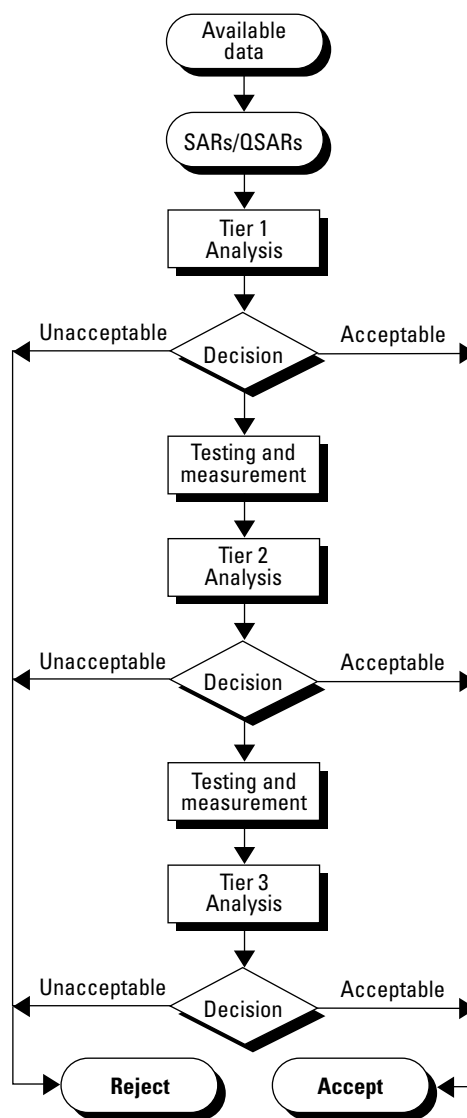 Available
data
SARs/QSARs
Tier 1
Analysis
Unacceptable
Decision
Acceptable
Testing and
measurement
Tier 2
Analysis
Unacceptable
Decision
Acceptable
Testing and
measurement
Tier 3
Analysis
Unacceptable
Decision
Acceptable
Reject
Accept